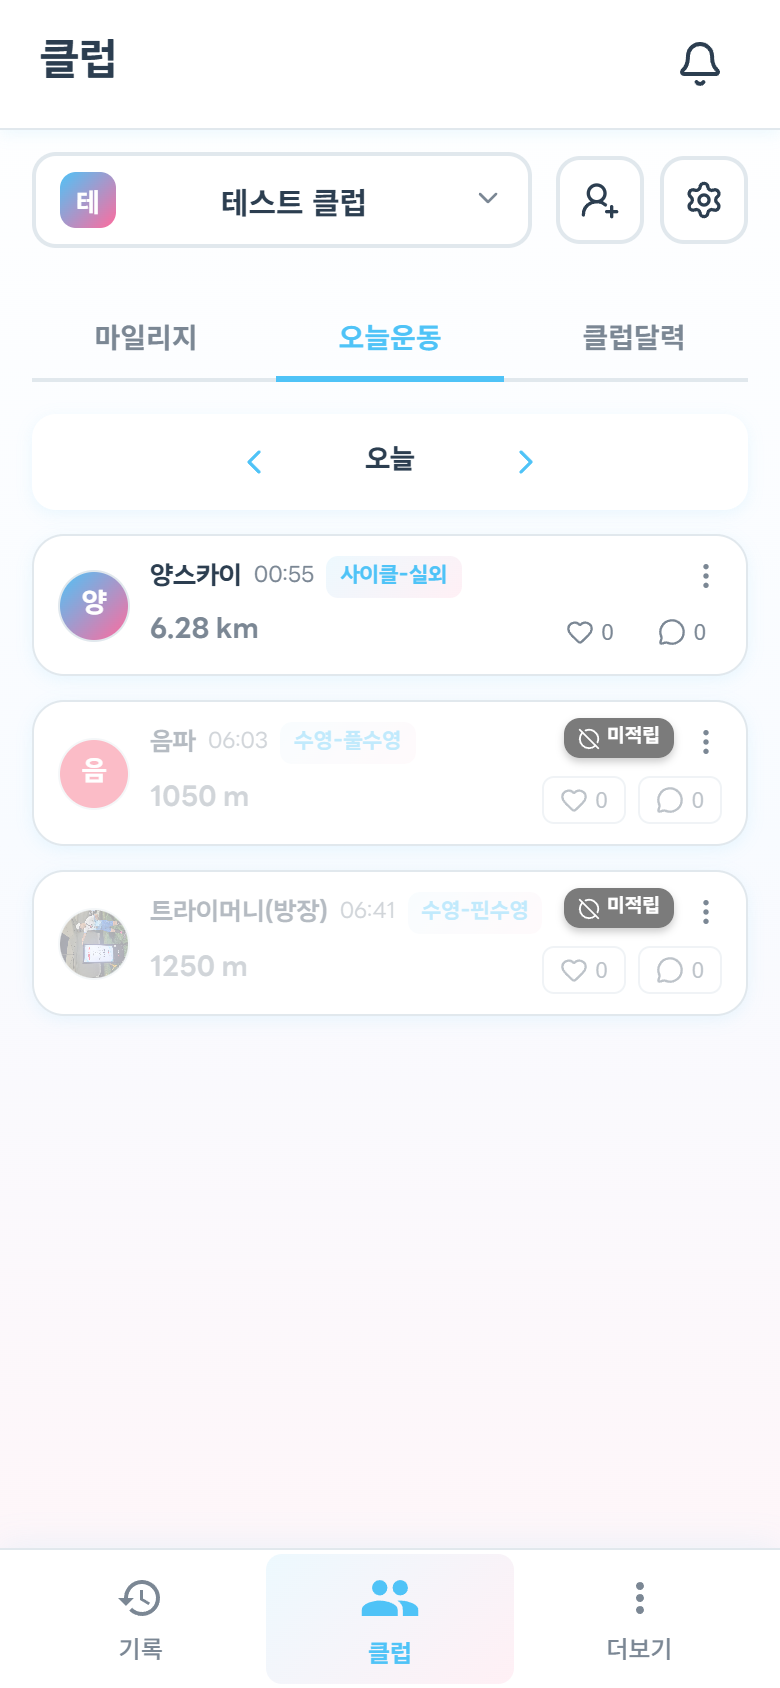 클럽
테 테스트 클럽
마일리지 오늘운동 클럽달력
오늘
양 양스카이 00:55 사이클-실외
6.28 km 0 0
음 음파 06:03 수영-풀수영 미적립
1050 m 0 0
트라이머니(방장) 06:41 수영-핀수영 미적립
1250 m 0 0
기록 클럽 더보기